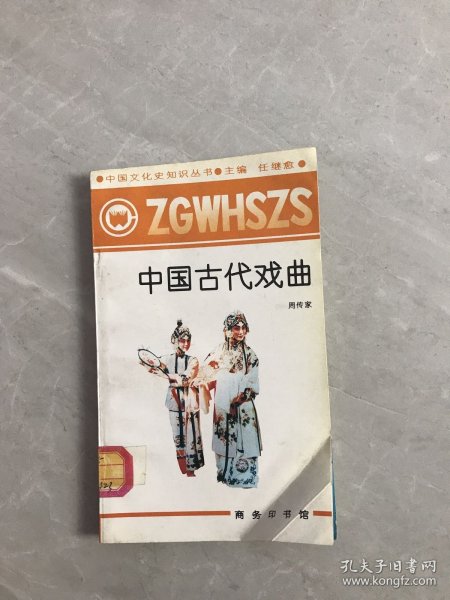 ●中国文化史知识丛书●主编 任继愈●
ZGWHSZS
中国古代戏曲
周传家
商务印书馆
孔夫子旧书网
www.kongfz.com